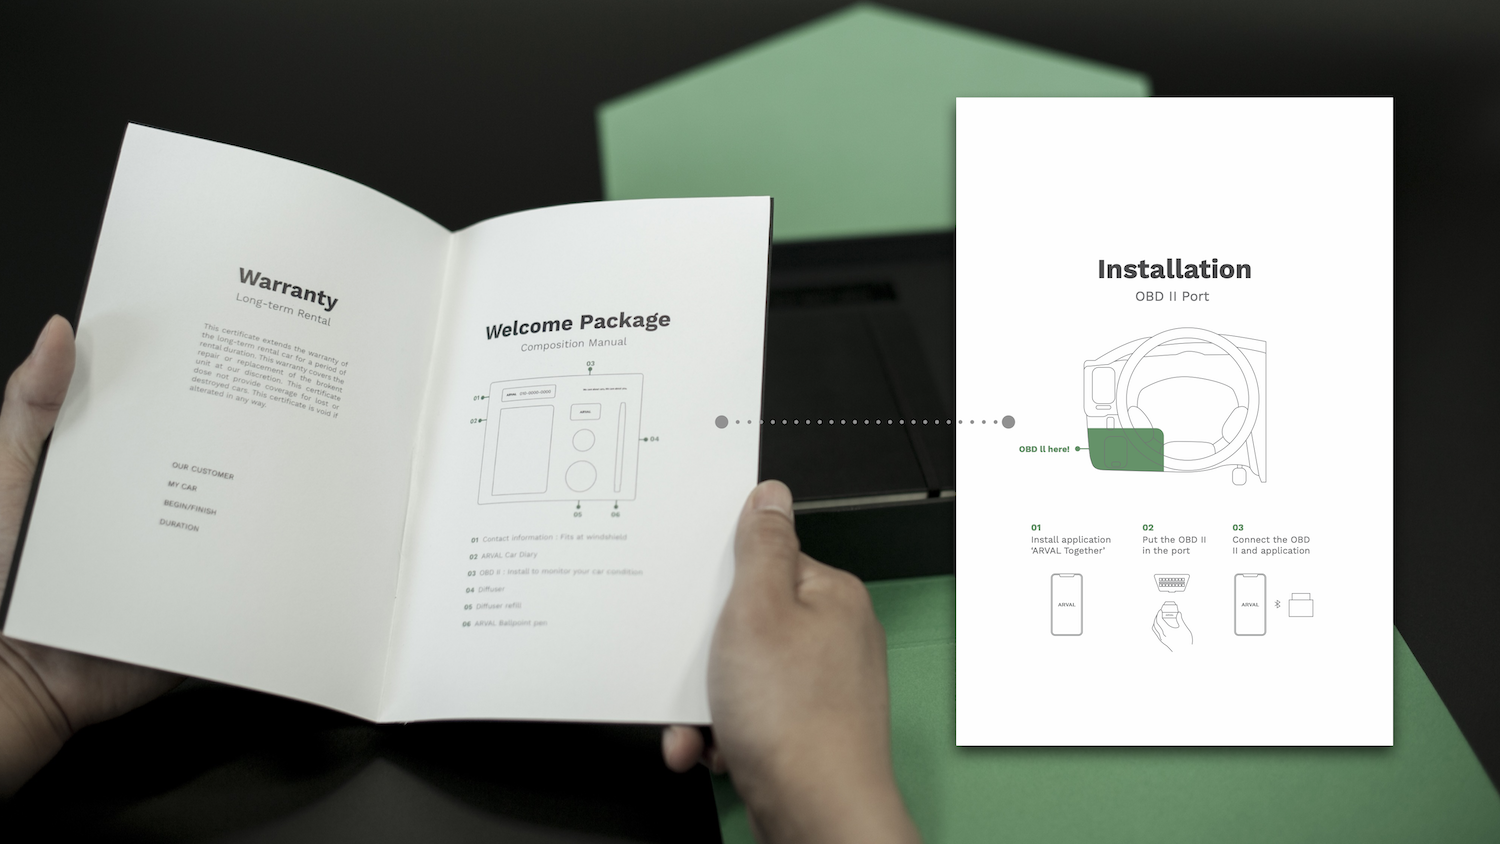 Warranty
Long-term Rental
This certificate extends the warranty of
the long-term rental car for a period of
rental duration. This warranty covers the
repair or replacement of the brokent
unit at our discretion. This certificate
dose not provide coverage for lost or
destroyed cars. This certificate is void if
alterated in any way.
OUR CUSTOMER
MY CAR
BEGIN/FINISH
DURATION
Welcome Package
Composition Manual
03
01
ARVAL 010-0000-0000
02
ARVAL
04
05
06
01 Contact information : Fits at windshield
02 ARVAL Car Diary
03 OBD II : Install to monitor your car condition
04 Diffuser
05 Diffuser refill
06 ARVAL Ballpoint pen
Installation
OBD II Port
OBD ll here!
01
Install application
‘ARVAL Together’
02
Put the OBD II
in the port
03
Connect the OBD
II and application
ARVAL
ARVAL